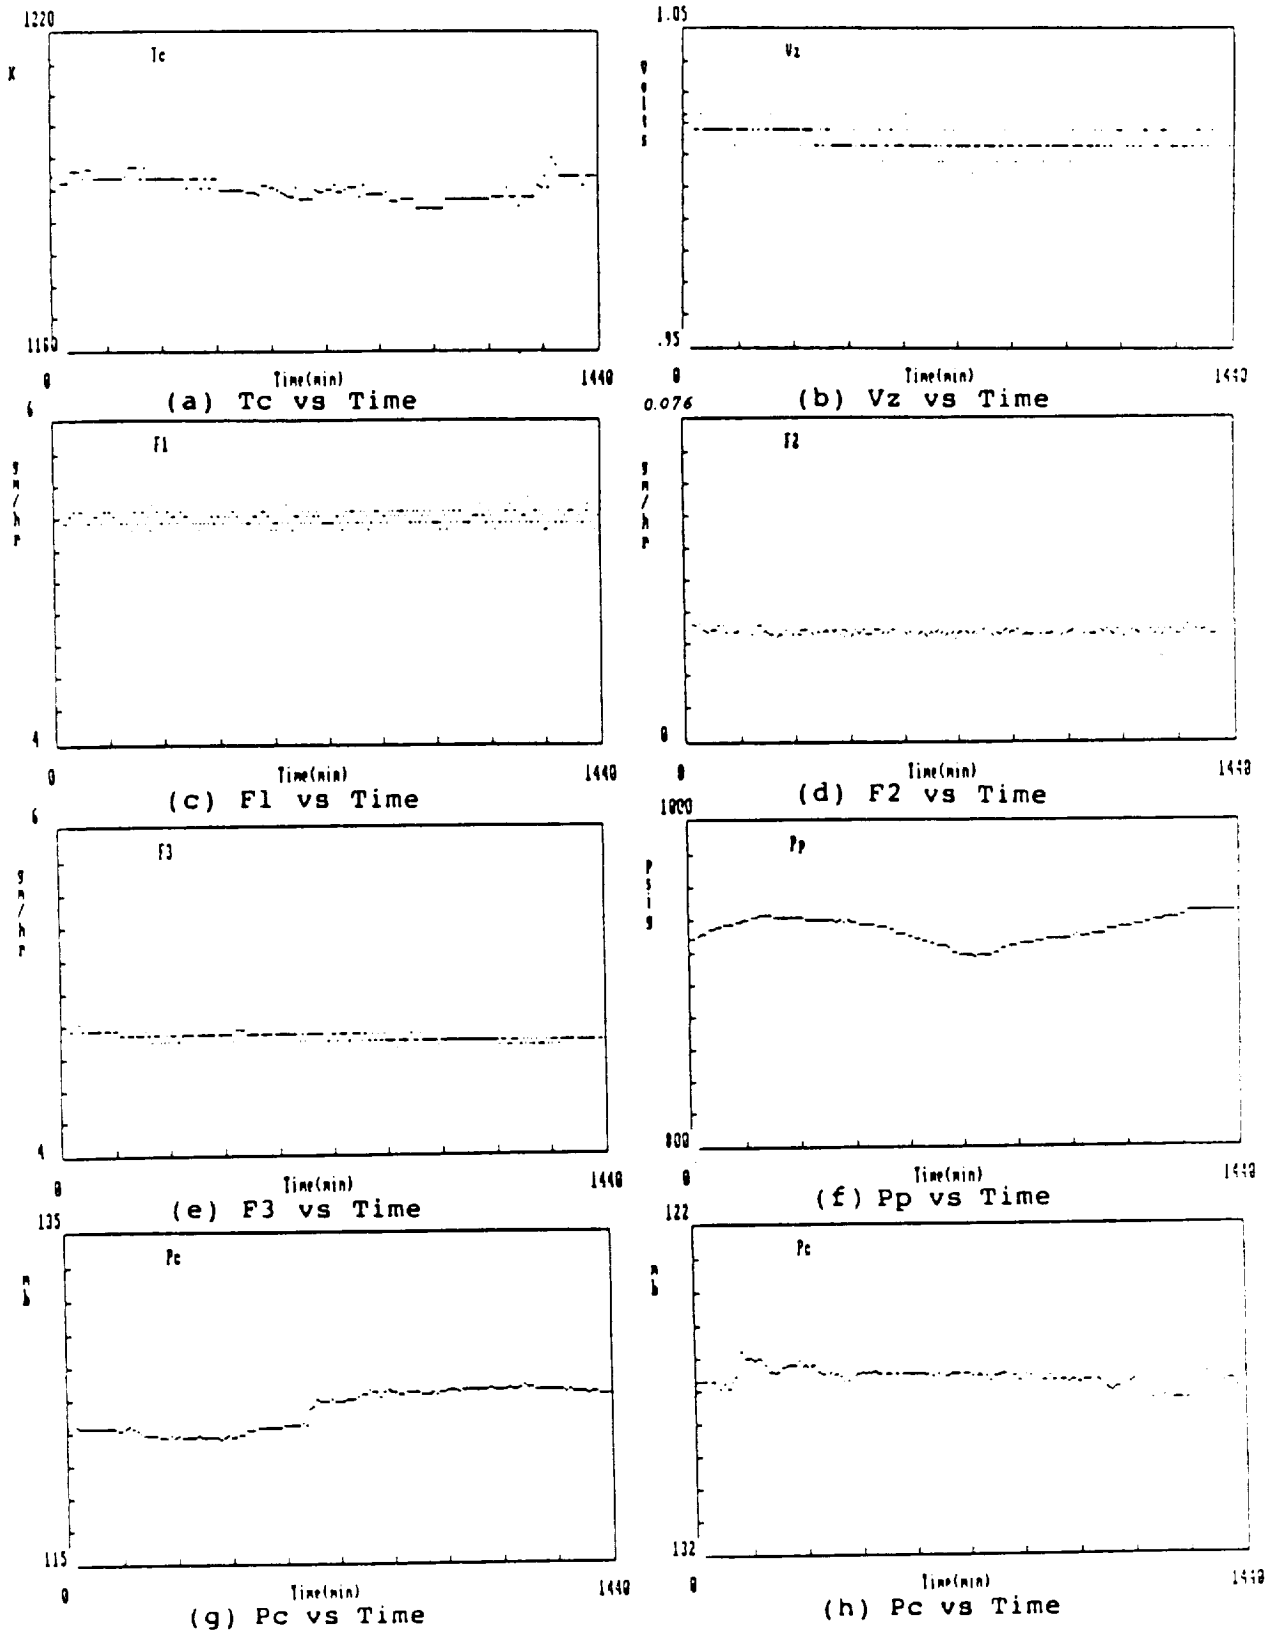 1220
Tc
K
1160
0
Time(min)
1440
(a) Tc vs Time
1.05
Vz
Volts
.95
0
Time(min)
1440
(b) Vz vs Time
6
F1
gm/hr
4
0
Time(min)
1440
(c) F1 vs Time
0.076
F2
gm/hr
0
0
Time(min)
1440
(d) F2 vs Time
6
F3
gm/hr
4
0
Time(min)
1440
(e) F3 vs Time
1000
Pp
Psig
800
0
Time(min)
1440
(f) Pp vs Time
135
Pc
mb
115
0
Time(min)
1440
(g) Pc vs Time
122
Pc
mb
132
0
Time(min)
1440
(h) Pc vs Time